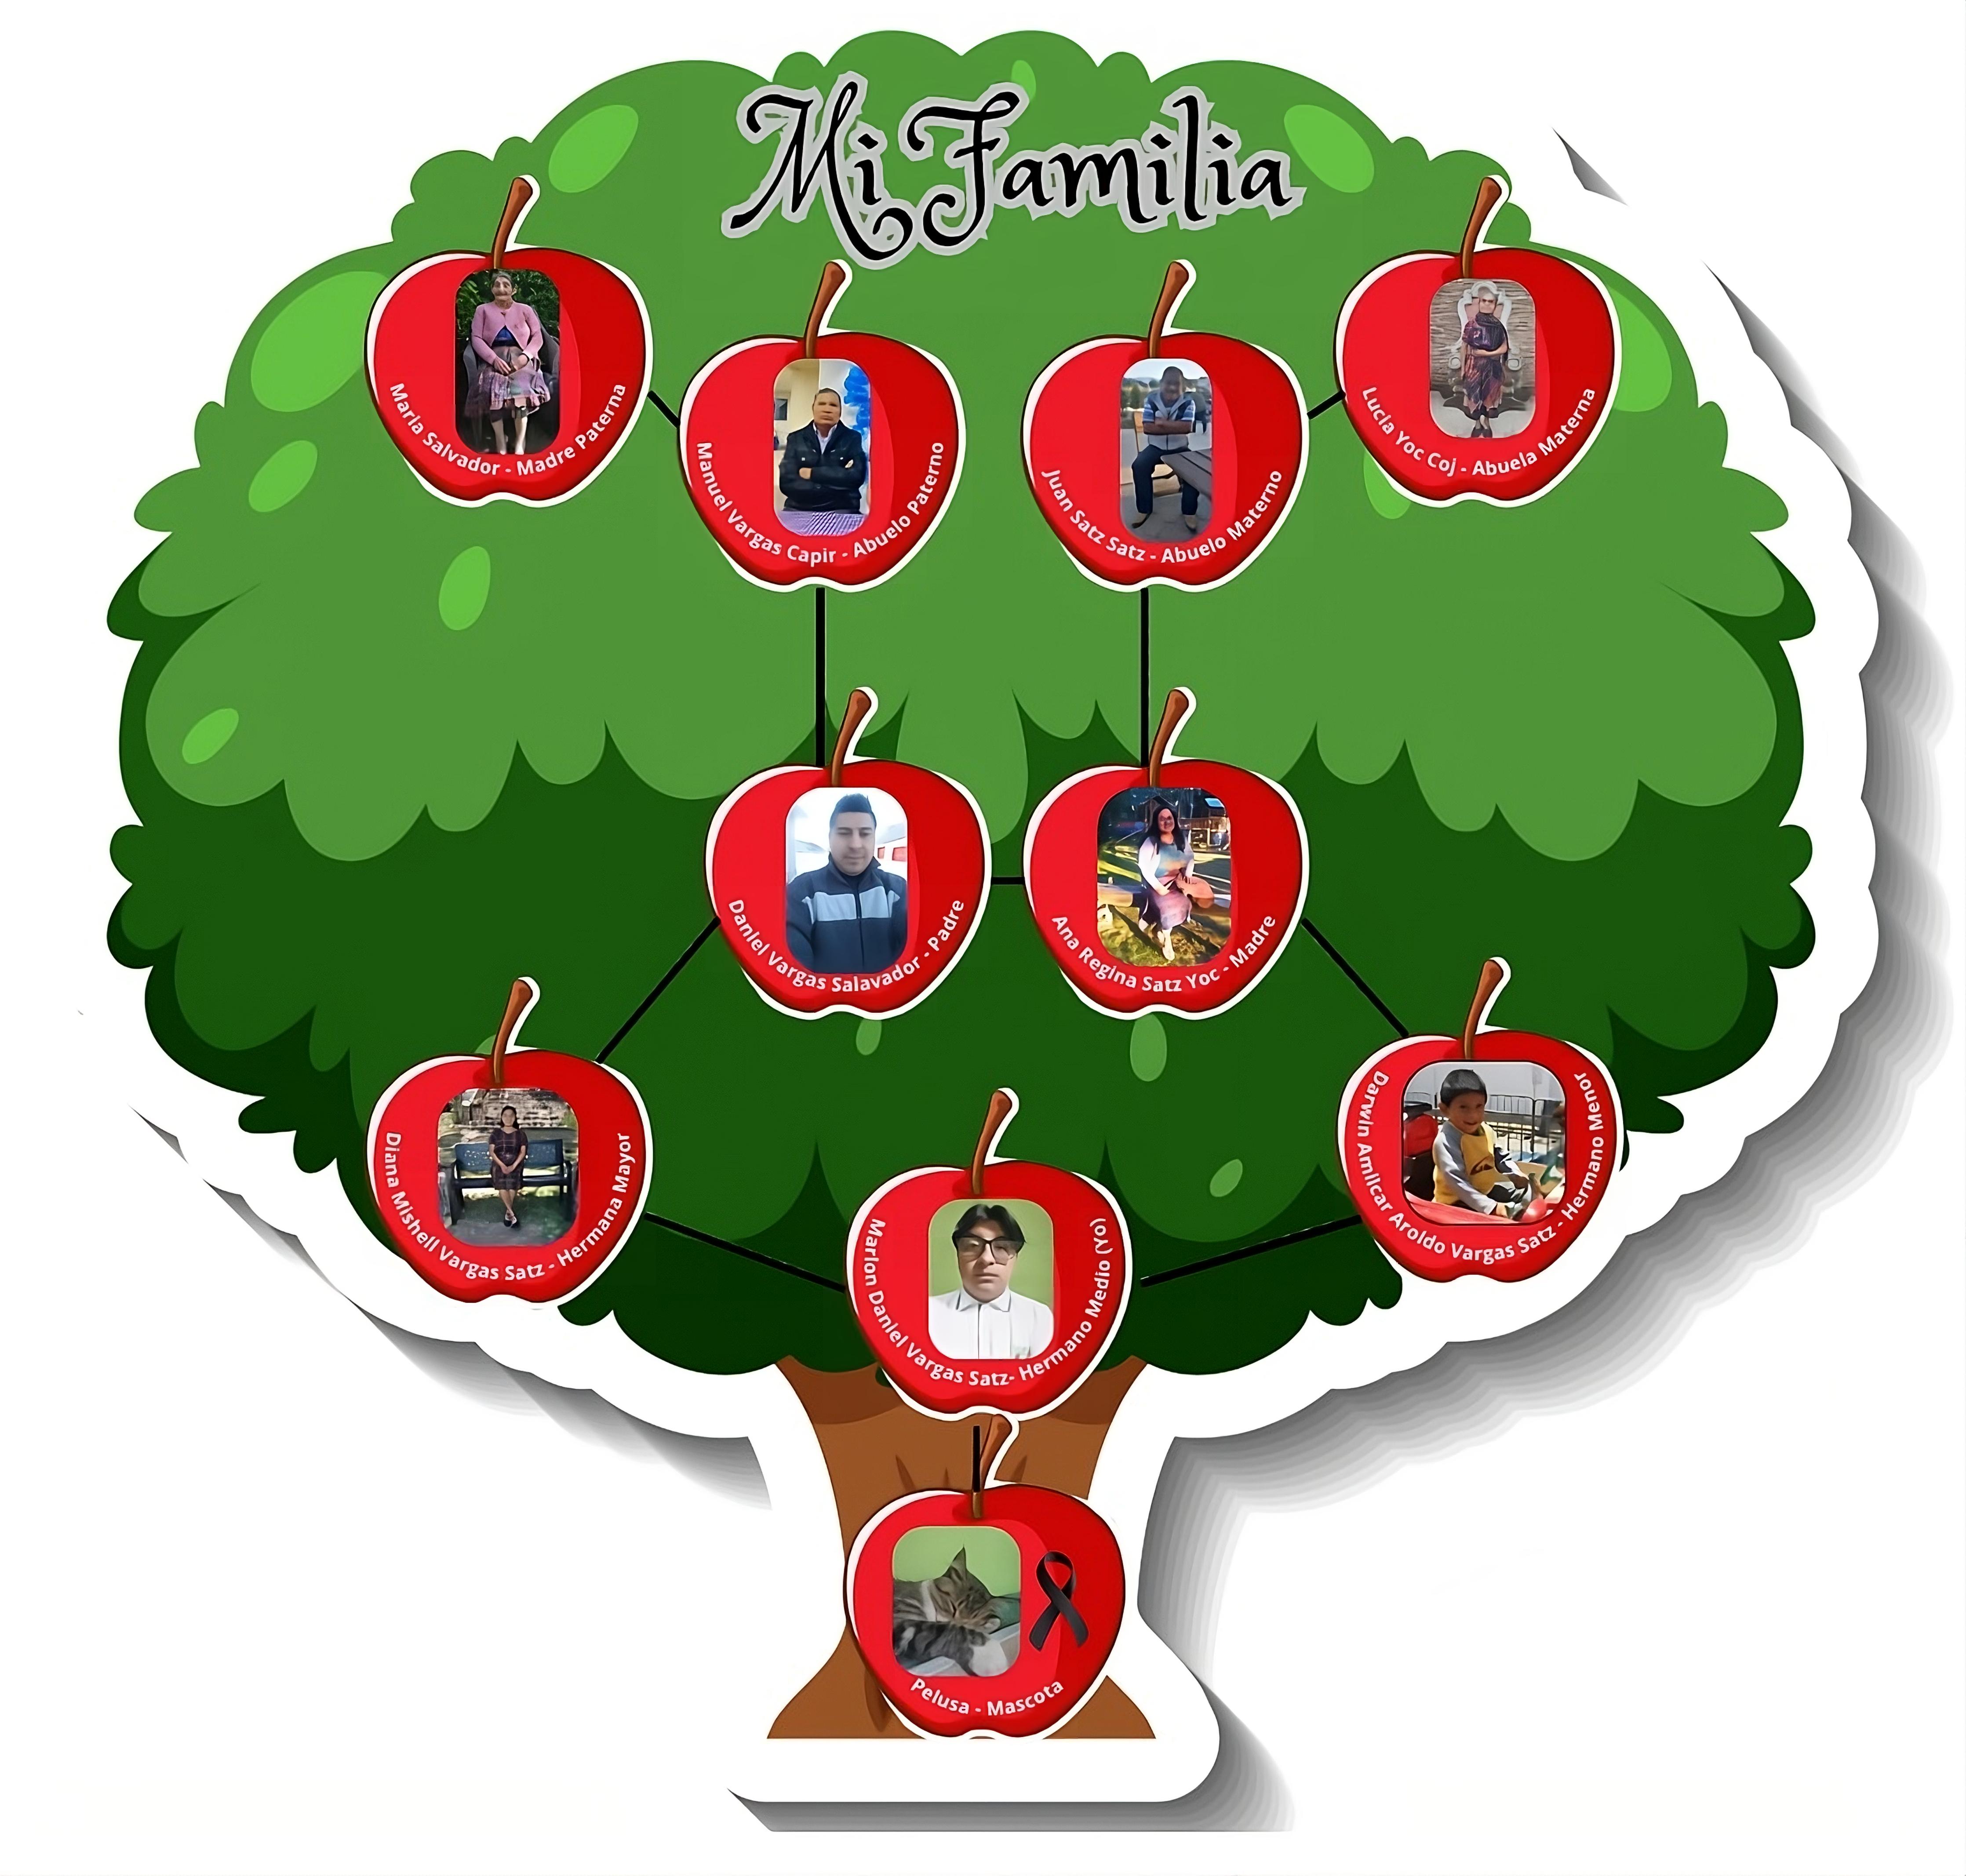 Mi Familia
Maria Salvador - Madre Paterna
Manuel Vargas Capir - Abuelo Paterno
Juan Satz Satz - Abuelo Materno
Lucia Yoc Coj - Abuela Materna
Daniel Vargas Salavador - Padre
Ana Regina Satz Yoc - Madre
Diana Mishell Vargas Satz - Hermana Mayor
Marlon Daniel Vargas Satz- Hermano Medio (Yo)
Darwin Amilcar Aroldo Vargas Satz - Hermano Menor
Pelusa - Mascota